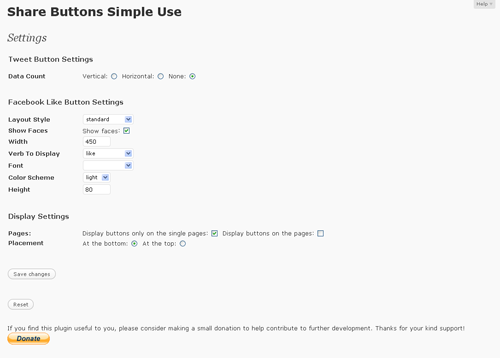 Help
Share Buttons Simple Use
Settings
Tweet Button Settings
Data Count Vertical: Horizontal: None:
Facebook Like Button Settings
Layout Style standard
Show Faces Show faces:
Width 450
Verb To Display like
Font
Color Scheme light
Height 80
Display Settings
Pages: Display buttons only on the single pages: Display buttons on the pages:
Placement At the bottom: At the top:
Save changes
Reset
If you find this plugin useful to you, please consider making a small donation to help contribute to further development. Thanks for your kind support!
Donate